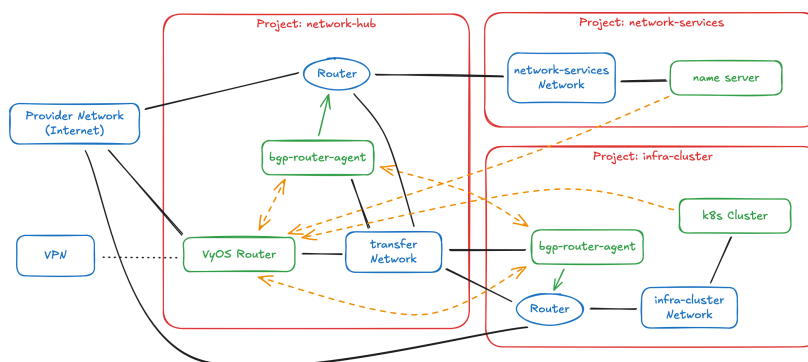 Project: network-hub
Project: network-services
Router
network-services
Network
name server
Provider Network
(Internet)
bgp-router-agent
Project: infra-cluster
k8s Cluster
VPN
VyOS Router
transfer
Network
bgp-router-agent
Router
infra-cluster
Network